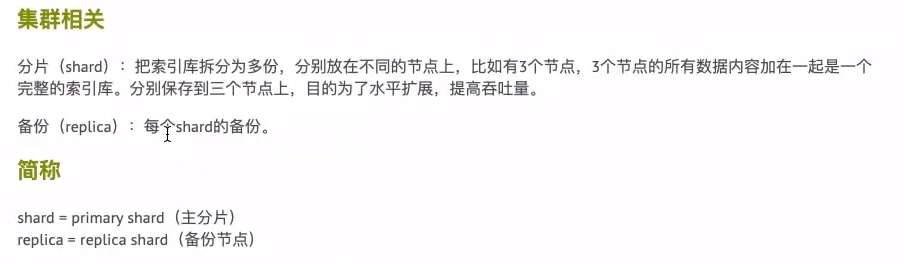 集群相关
分片（shard）：把索引库拆分为多份，分别放在不同的节点上，比如有3个节点，3个节点的所有数据内容加在一起是一个
完整的索引库。分别保存到三个节点上，目的为了水平扩展，提高吞吐量。
备份（replica）：每个shard的备份。
简称
shard = primary shard（主分片）
replica = replica shard（备份节点）